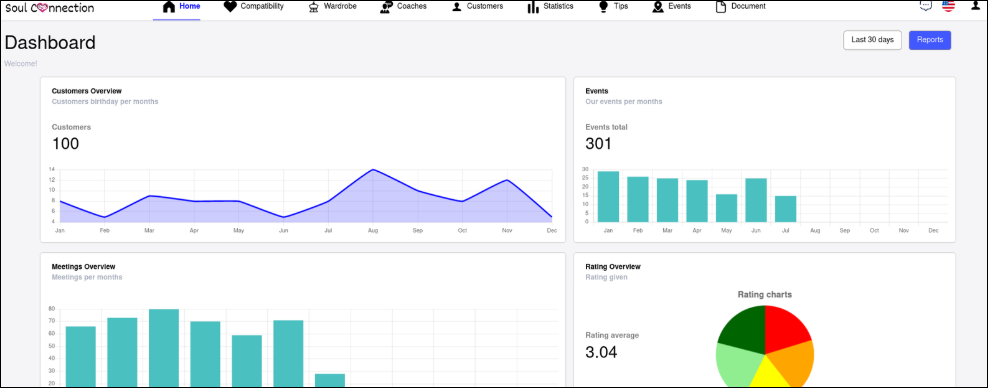 Soul Connection
Home
Compatibility
Wardrobe
Coaches
Customers
Statistics
Tips
Events
Document
Dashboard
Last 30 days
Reports
Welcome!
Customers Overview
Customers birthday per months
Customers
100
14
12
10
8
6
4
Jan Feb Mar Apr May Jun Jul Aug Sep Oct Nov Dec
Events
Our events per months
Events total
301
30
25
20
15
10
5
0
Jan Feb Mar Apr May Jun Jul Aug Sep Oct Nov Dec
Meetings Overview
Meetings per months
80
70
60
50
40
30
20
Rating Overview
Rating given
Rating charts
Rating average
3.04